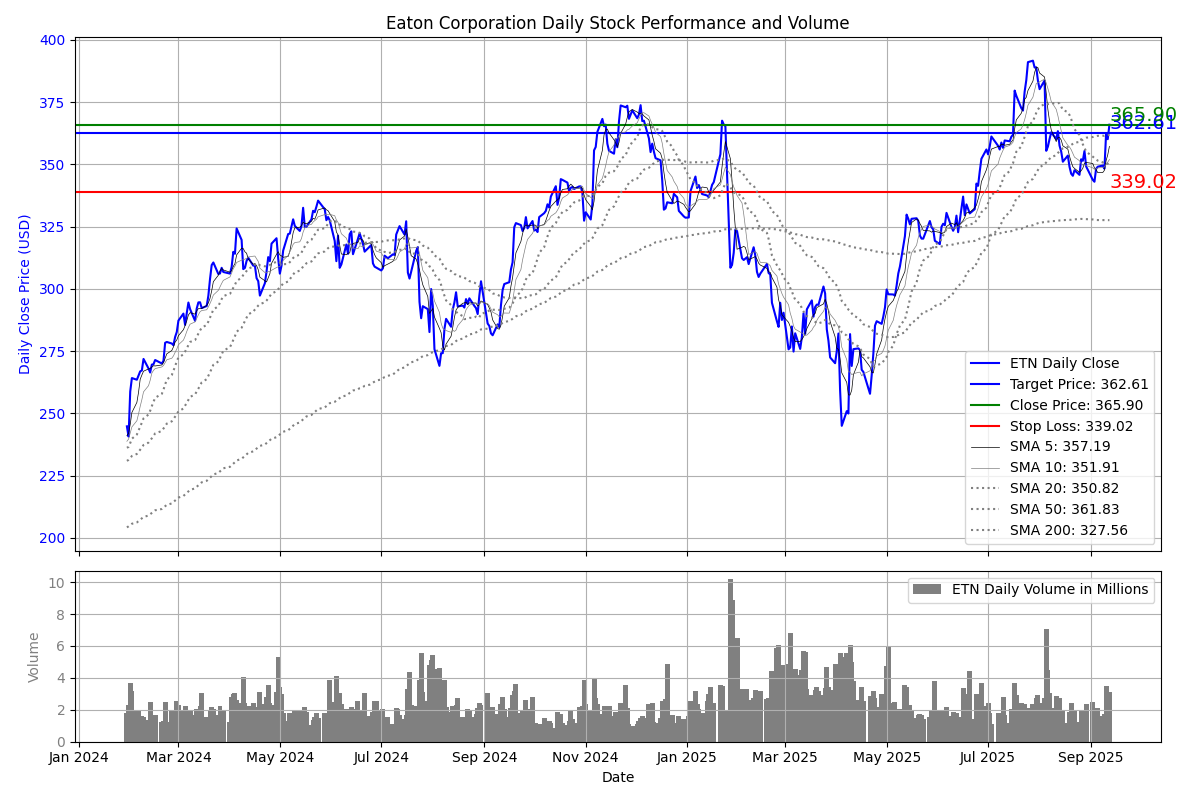 Eaton Corporation Daily Stock Performance and Volume
400
375
350
325
300
275
250
225
200
Daily Close Price (USD)
365.90
362.61
339.02
ETN Daily Close
Target Price: 362.61
Close Price: 365.90
Stop Loss: 339.02
SMA 5: 357.19
SMA 10: 351.91
SMA 20: 350.82
SMA 50: 361.83
SMA 200: 327.56
10
8
6
4
2
0
Volume
ETN Daily Volume in Millions
Jan 2024 Mar 2024 May 2024 Jul 2024 Sep 2024 Nov 2024 Jan 2025 Mar 2025 May 2025 Jul 2025 Sep 2025
Date